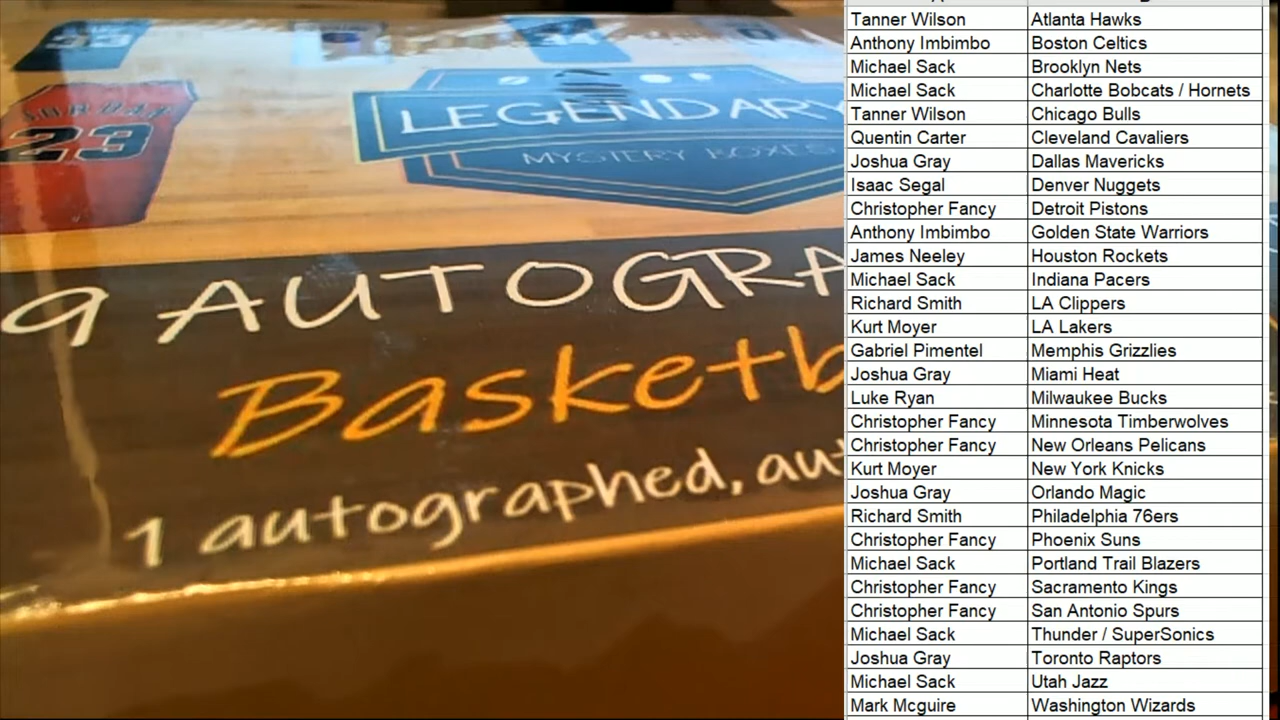 33
34
23
LEGENDARY
MYSTERY BOXES
9 AUTOGRA
Basketb
1 autographed, aut
Tanner Wilson Atlanta Hawks
Anthony Imbimbo Boston Celtics
Michael Sack Brooklyn Nets
Michael Sack Charlotte Bobcats / Hornets
Tanner Wilson Chicago Bulls
Quentin Carter Cleveland Cavaliers
Joshua Gray Dallas Mavericks
Isaac Segal Denver Nuggets
Christopher Fancy Detroit Pistons
Anthony Imbimbo Golden State Warriors
James Neeley Houston Rockets
Michael Sack Indiana Pacers
Richard Smith LA Clippers
Kurt Moyer LA Lakers
Gabriel Pimentel Memphis Grizzlies
Joshua Gray Miami Heat
Luke Ryan Milwaukee Bucks
Christopher Fancy Minnesota Timberwolves
Christopher Fancy New Orleans Pelicans
Kurt Moyer New York Knicks
Joshua Gray Orlando Magic
Richard Smith Philadelphia 76ers
Christopher Fancy Phoenix Suns
Michael Sack Portland Trail Blazers
Christopher Fancy Sacramento Kings
Christopher Fancy San Antonio Spurs
Michael Sack Thunder / SuperSonics
Joshua Gray Toronto Raptors
Michael Sack Utah Jazz
Mark Mcguire Washington Wizards